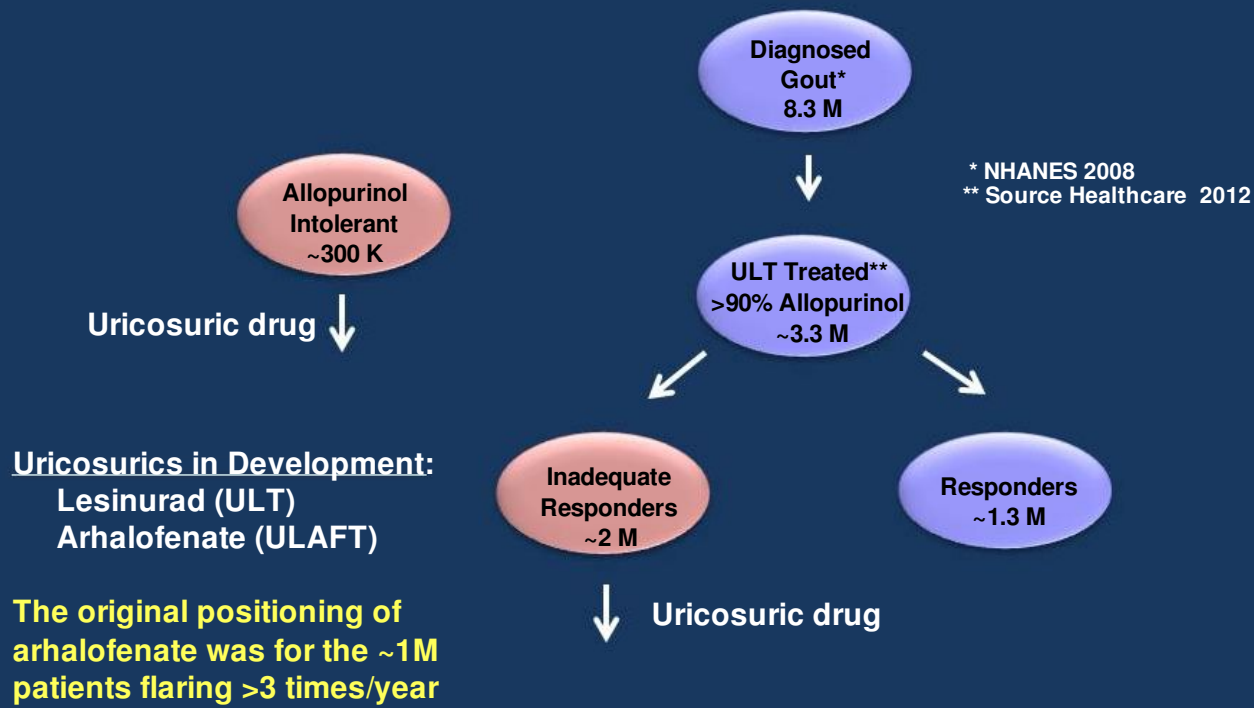 Diagnosed
Gout*
8.3 M
* NHANES 2008
** Source Healthcare 2012
Allopurinol
Intolerant
~300 K
ULT Treated**
>90% Allopurinol
~3.3 M
Uricosuric drug
Uricosurics in Development:
Lesinurad (ULT)
Arhalofenate (ULAFT)
Inadequate
Responders
~2 M
Responders
~1.3 M
The original positioning of
arhalofenate was for the ~1M
patients flaring >3 times/year
Uricosuric drug